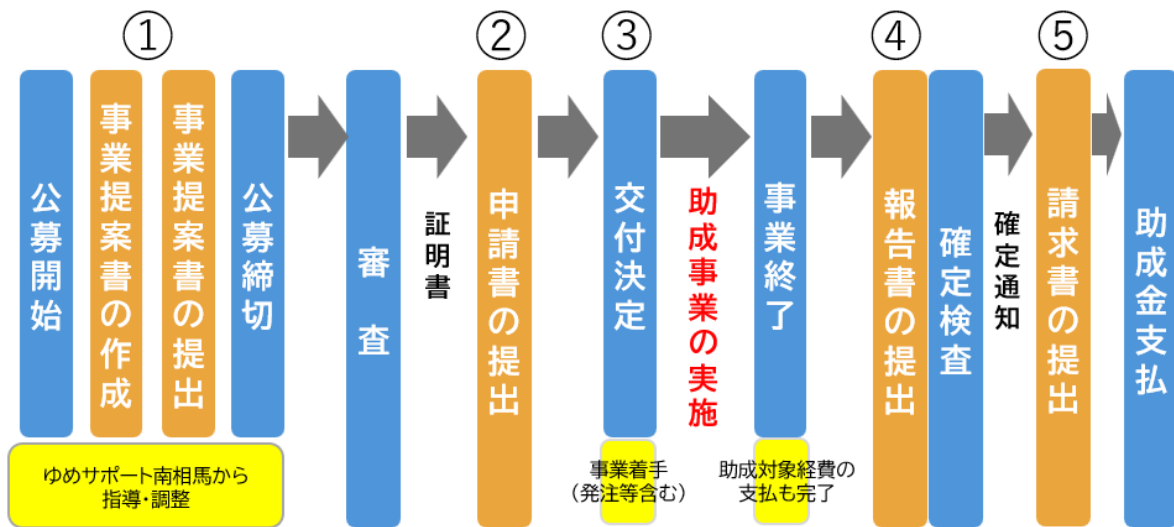 ①
②
③
④
⑤
公募開始
事業提案書の作成
事業提案書の提出
公募締切
審査
証明書
申請書の提出
交付決定
助成事業の実施
事業終了
報告書の提出
確定検査
確定通知
請求書の提出
助成金支払
ゆめサポート南相馬から
指導・調整
事業着手
（発注等含む）
助成対象経費の
支払も完了